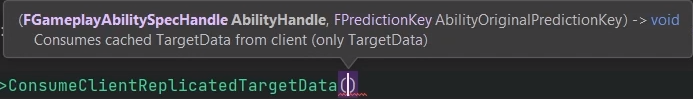 (FGameplayAbilitySpecHandle AbilityHandle, FPredictionKey AbilityOriginalPredictionKey) -> void
Consumes cached TargetData from client (only TargetData)
>ConsumeClientReplicatedTargetData()